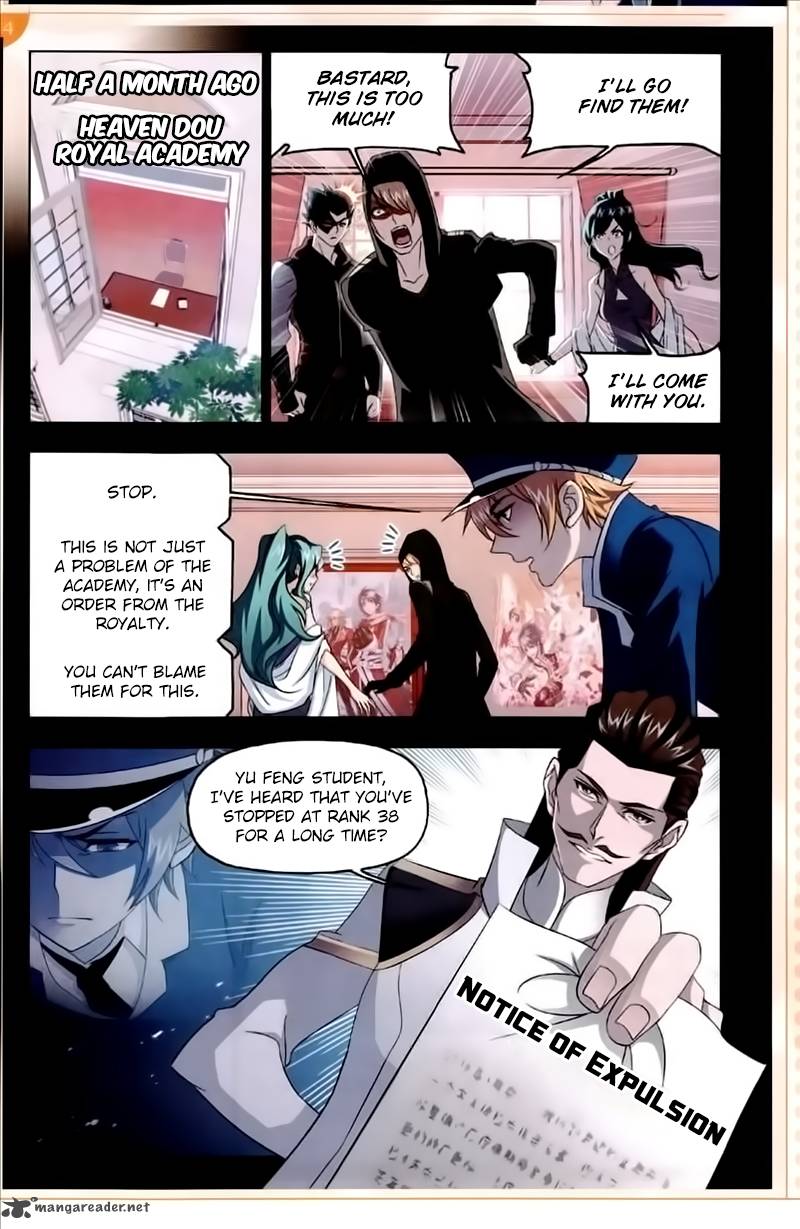 4
HALF A MONTH AGO
HEAVEN DOU
ROYAL ACADEMY
BASTARD,
THIS IS TOO
MUCH!
I'LL GO
FIND THEM!
I'LL COME
WITH YOU.
STOP.
THIS IS NOT JUST
A PROBLEM OF THE
ACADEMY, IT'S AN
ORDER FROM THE
ROYALTY.
YOU CAN'T BLAME
THEM FOR THIS.
YU FENG STUDENT,
I'VE HEARD THAT YOU'VE
STOPPED AT RANK 38
FOR A LONG TIME?
NOTICE OF EXPULSION
mangareader.net